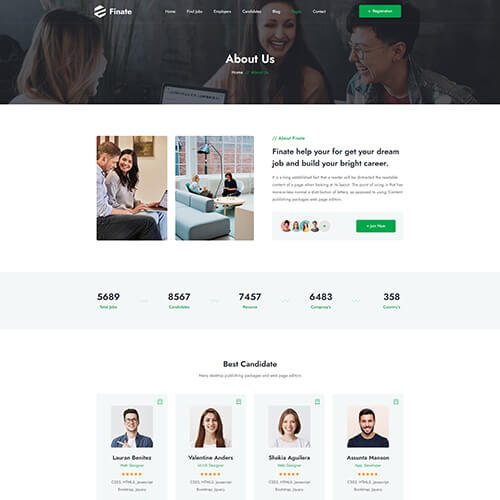 Finate
Home Find Jobs Employers Candidates Blog Pages Contact
+ Registration
About Us
Home // About Us
// About Finate
Finate help your for get your dream
job and build your bright career.
It is a long established fact that a reader will be distracted the readable
content of a page when looking at its layout. The point of using is that has
more-or-less normal a distribution of letters, as opposed to using. Content
publishing packages web page editors.
+ Join Now
5689 8567 7457 6483 358
Total Jobs Candidates Resume Company's Country's
Best Candidate
Many desktop publishing packages and web page editors
Lauran Benitez Valentine Anders Shakia Aguilera Assunta Manson
Web Designer UI/UX Designer Web Designer App. Developer
CSS3, HTML5, Javascript CSS3, HTML5, Javascript CSS3, HTML5, Javascript CSS3, HTML5, Javascript
Bootstrap, Jquery Bootstrap, Jquery Bootstrap, Jquery Bootstrap, Jquery